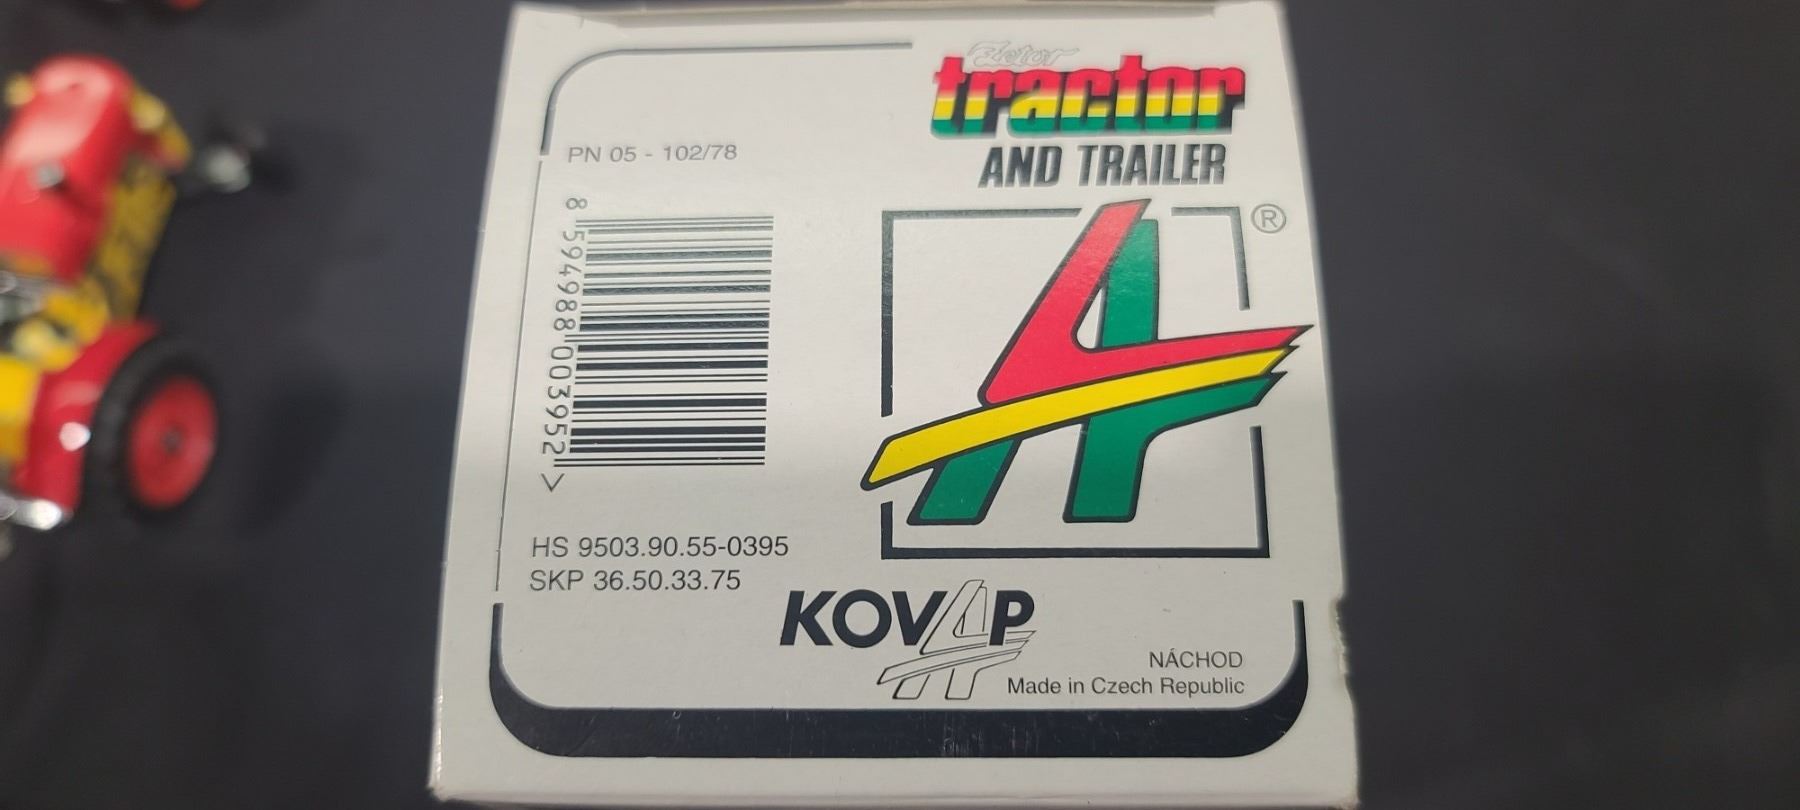 Zetor
tractor
AND TRAILER
PN 05 - 102/78
8 594988 003952 >
®
HS 9503.90.55-0395
SKP 36.50.33.75
KOVAP
NÁCHOD
Made in Czech Republic